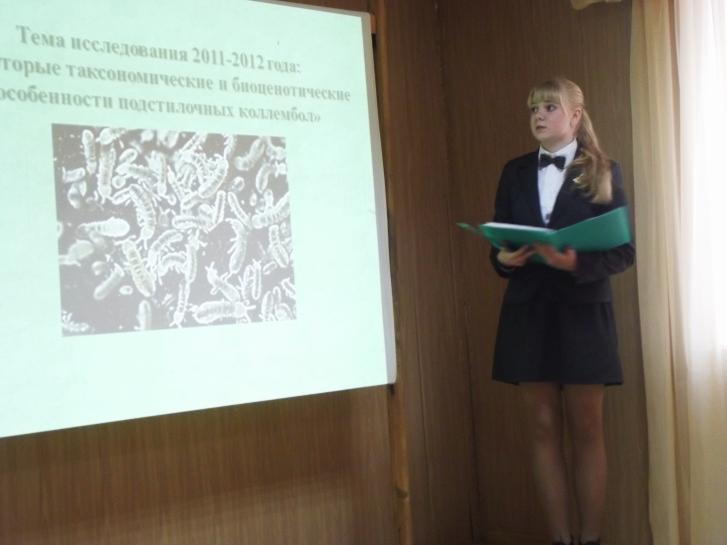 Тема исследования 2011-2012 года:
торые таксономические и биоценотические
особенности подстилочных коллембол»